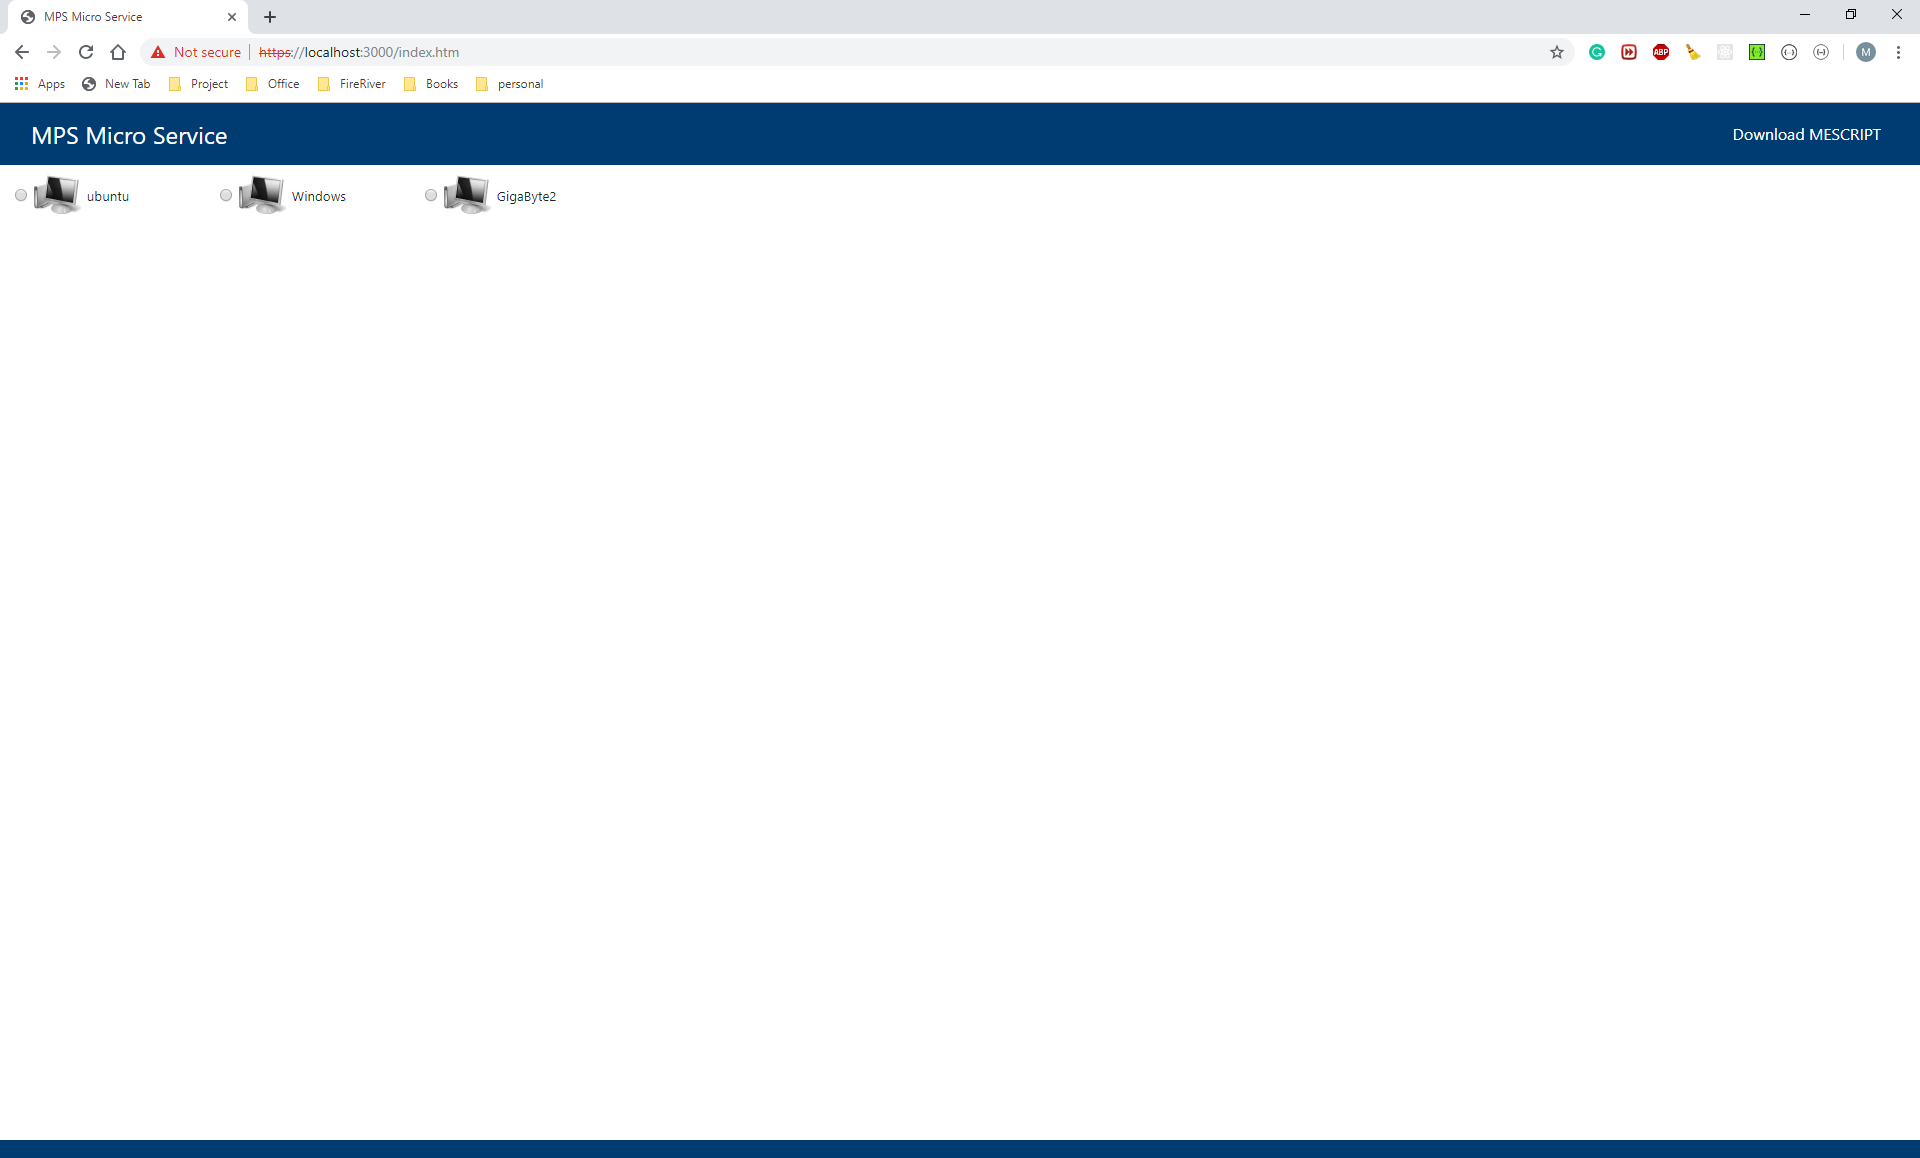 MPS Micro Service
Not secure | https://localhost:3000/index.htm
ABP
M
Apps New Tab Project Office FireRiver Books personal
MPS Micro Service Download MESCRIPT
ubuntu Windows GigaByte2